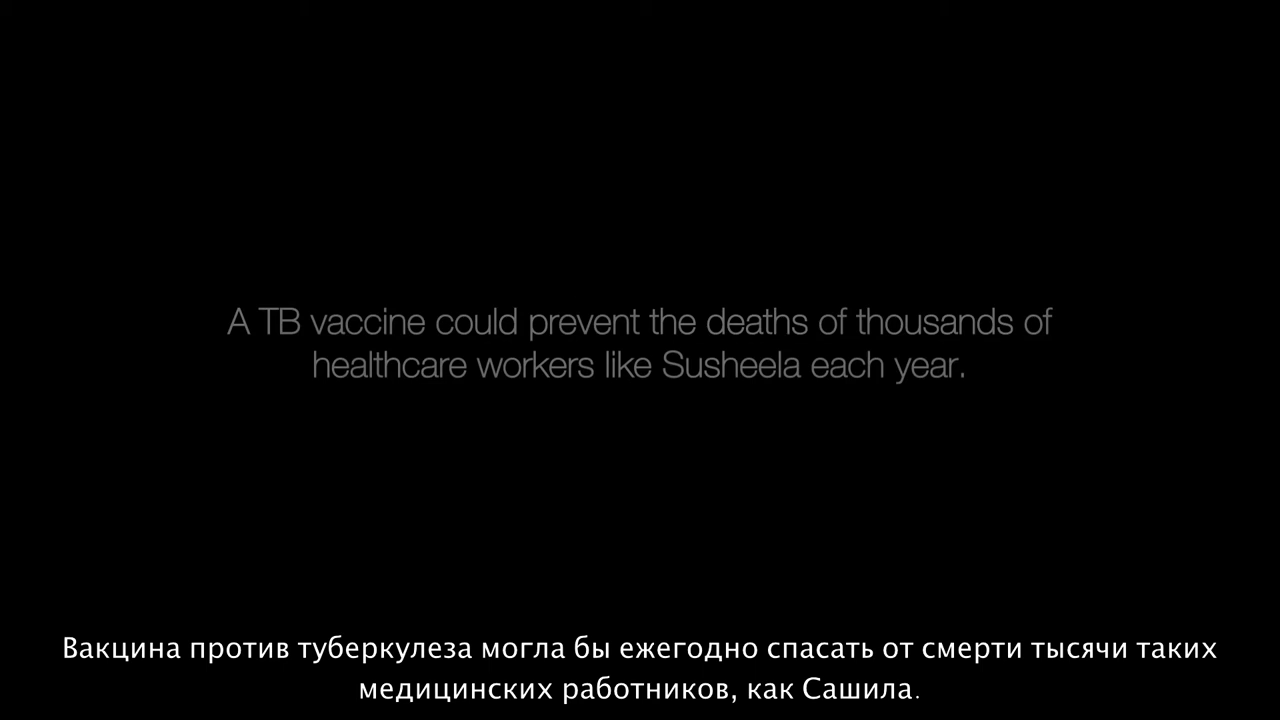 A TB vaccine could prevent the deaths of thousands of
healthcare workers like Susheela each year.
Вакцина против туберкулеза могла бы ежегодно спасать от смерти тысячи таких
медицинских работников, как Сашила.